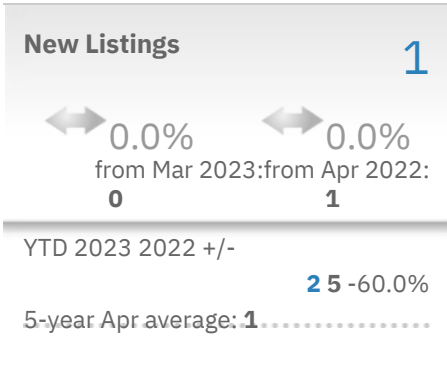 New Listings
1
0.0% 0.0%
from Mar 2023: from Apr 2022:
0 1
YTD 2023 2022 +/-
2 5 -60.0%
5-year Apr average: 1